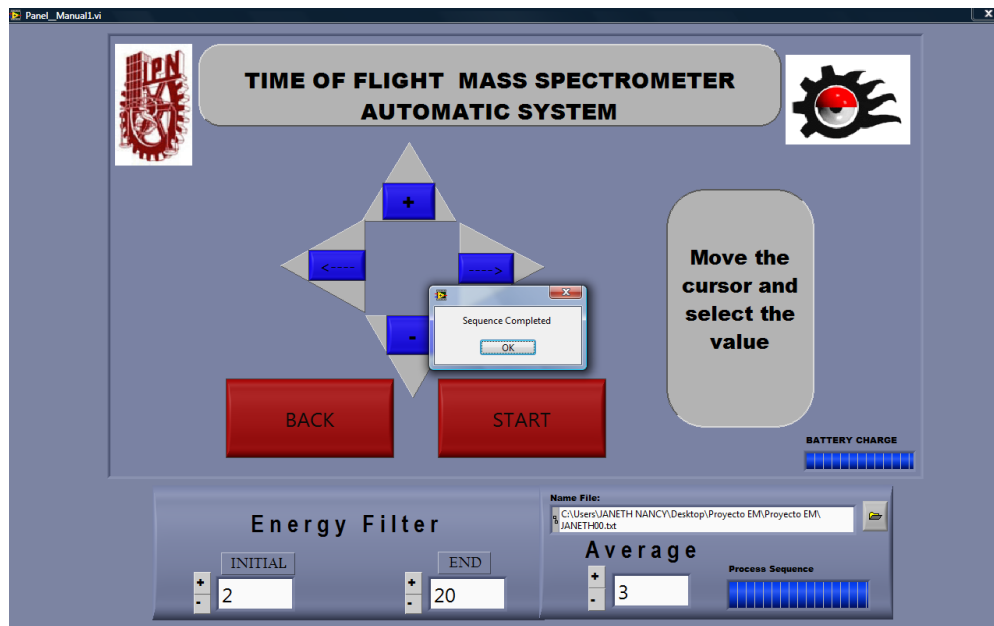 Panel_Manual1.vi
x
IPN
TIME OF FLIGHT MASS SPECTROMETER
AUTOMATIC SYSTEM
+
<----
---->
-
Move the
cursor and
select the
value
x
Sequence Completed
OK
BACK
START
BATTERY CHARGE
Energy Filter
INITIAL
END
+
-
2
+
-
20
Name File:
C:\Users\JANETH NANCY\Desktop\Proyecto EM\Proyecto EM\
JANETH00.txt
Average
+
-
3
Process Sequence